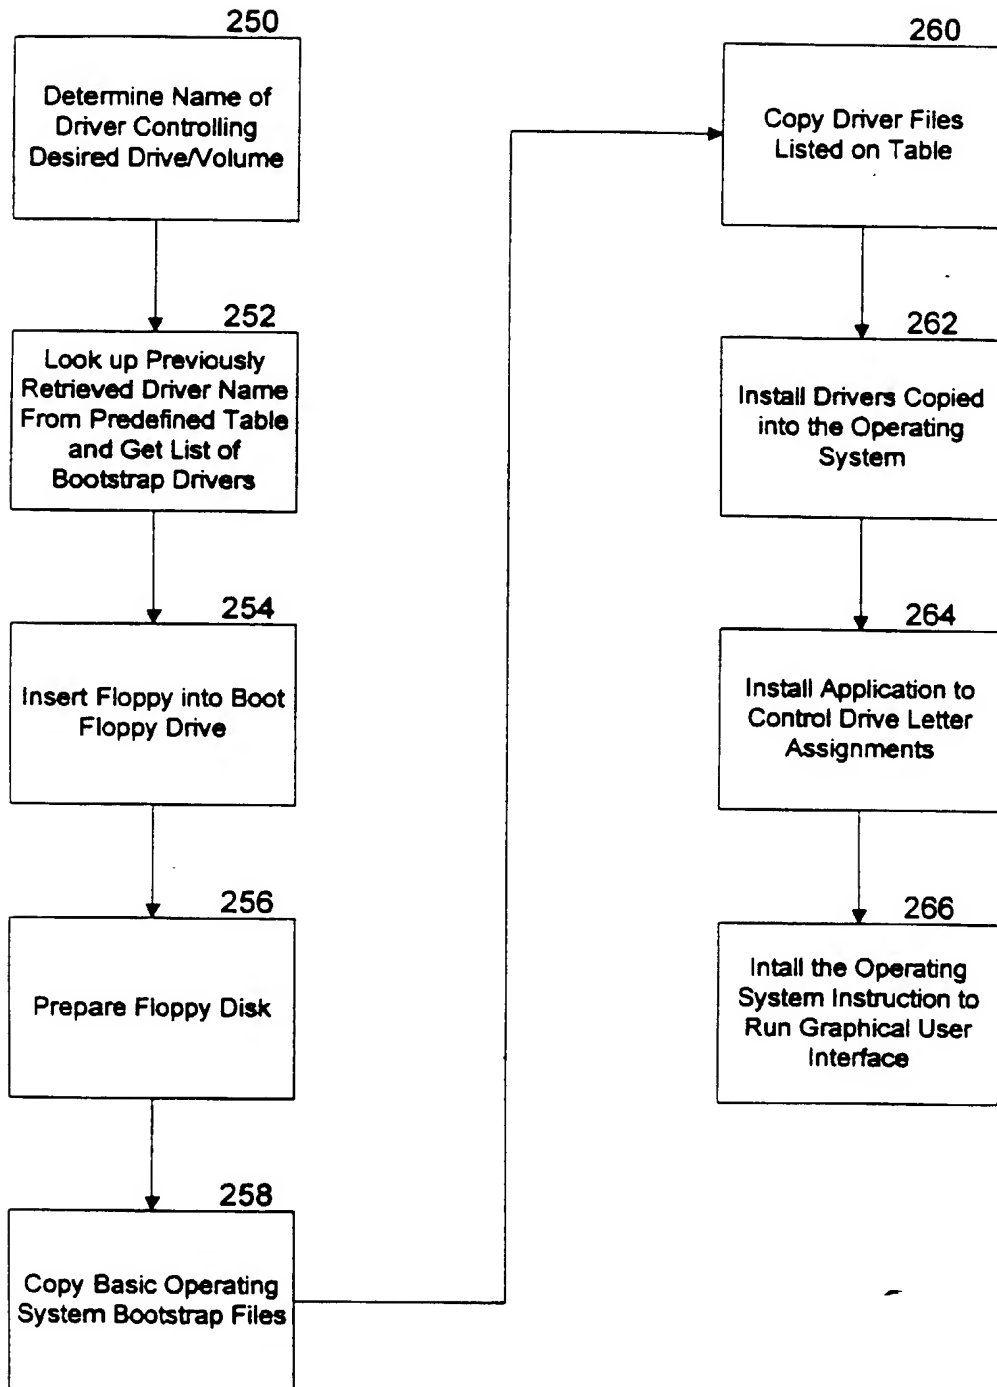 250
Determine Name of
Driver Controlling
Desired Drive/Volume
252
Look up Previously
Retrieved Driver Name
From Predefined Table
and Get List of
Bootstrap Drivers
254
Insert Floppy into Boot
Floppy Drive
256
Prepare Floppy Disk
258
Copy Basic Operating
System Bootstrap Files
260
Copy Driver Files
Listed on Table
262
Install Drivers Copied
into the Operating
System
264
Install Application to
Control Drive Letter
Assignments
266
Intall the Operating
System Instruction to
Run Graphical User
Interface